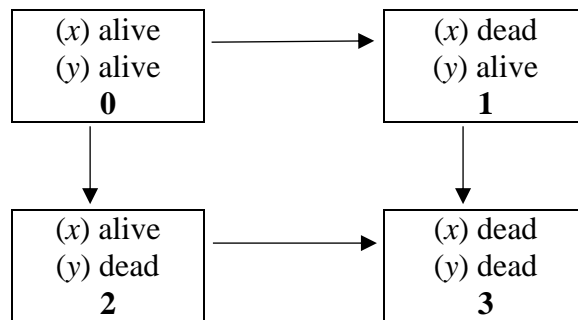 (x) alive
(y) alive
0
(x) dead
(y) alive
1
(x) alive
(y) dead
2
(x) dead
(y) dead
3